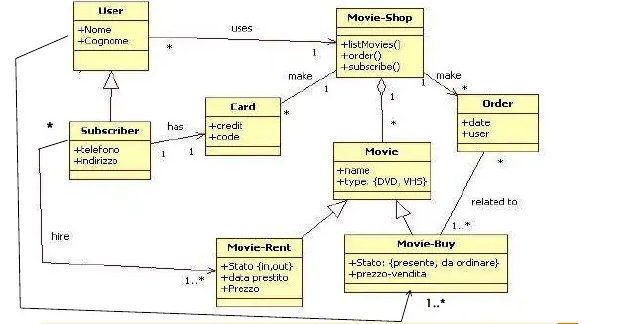 User
+Nome
+Cognome
uses
*
1
Movie-Shop
+listMovies()
+order()
+subscribe()
make
1
*
1
*
1
make
*
Order
+date
+user
Card
+credit
+code
has
1
1
*
Subscriber
+telefono
+indirizzo
Movie
+name
+type: {DVD, VHS}
*
related to
1..*
hire
1..*
Movie-Rent
+Stato {in,out}
+data prestito
+Prezzo
Movie-Buy
+Stato: {presente, da ordinare}
+prezzo-vendita
1..*